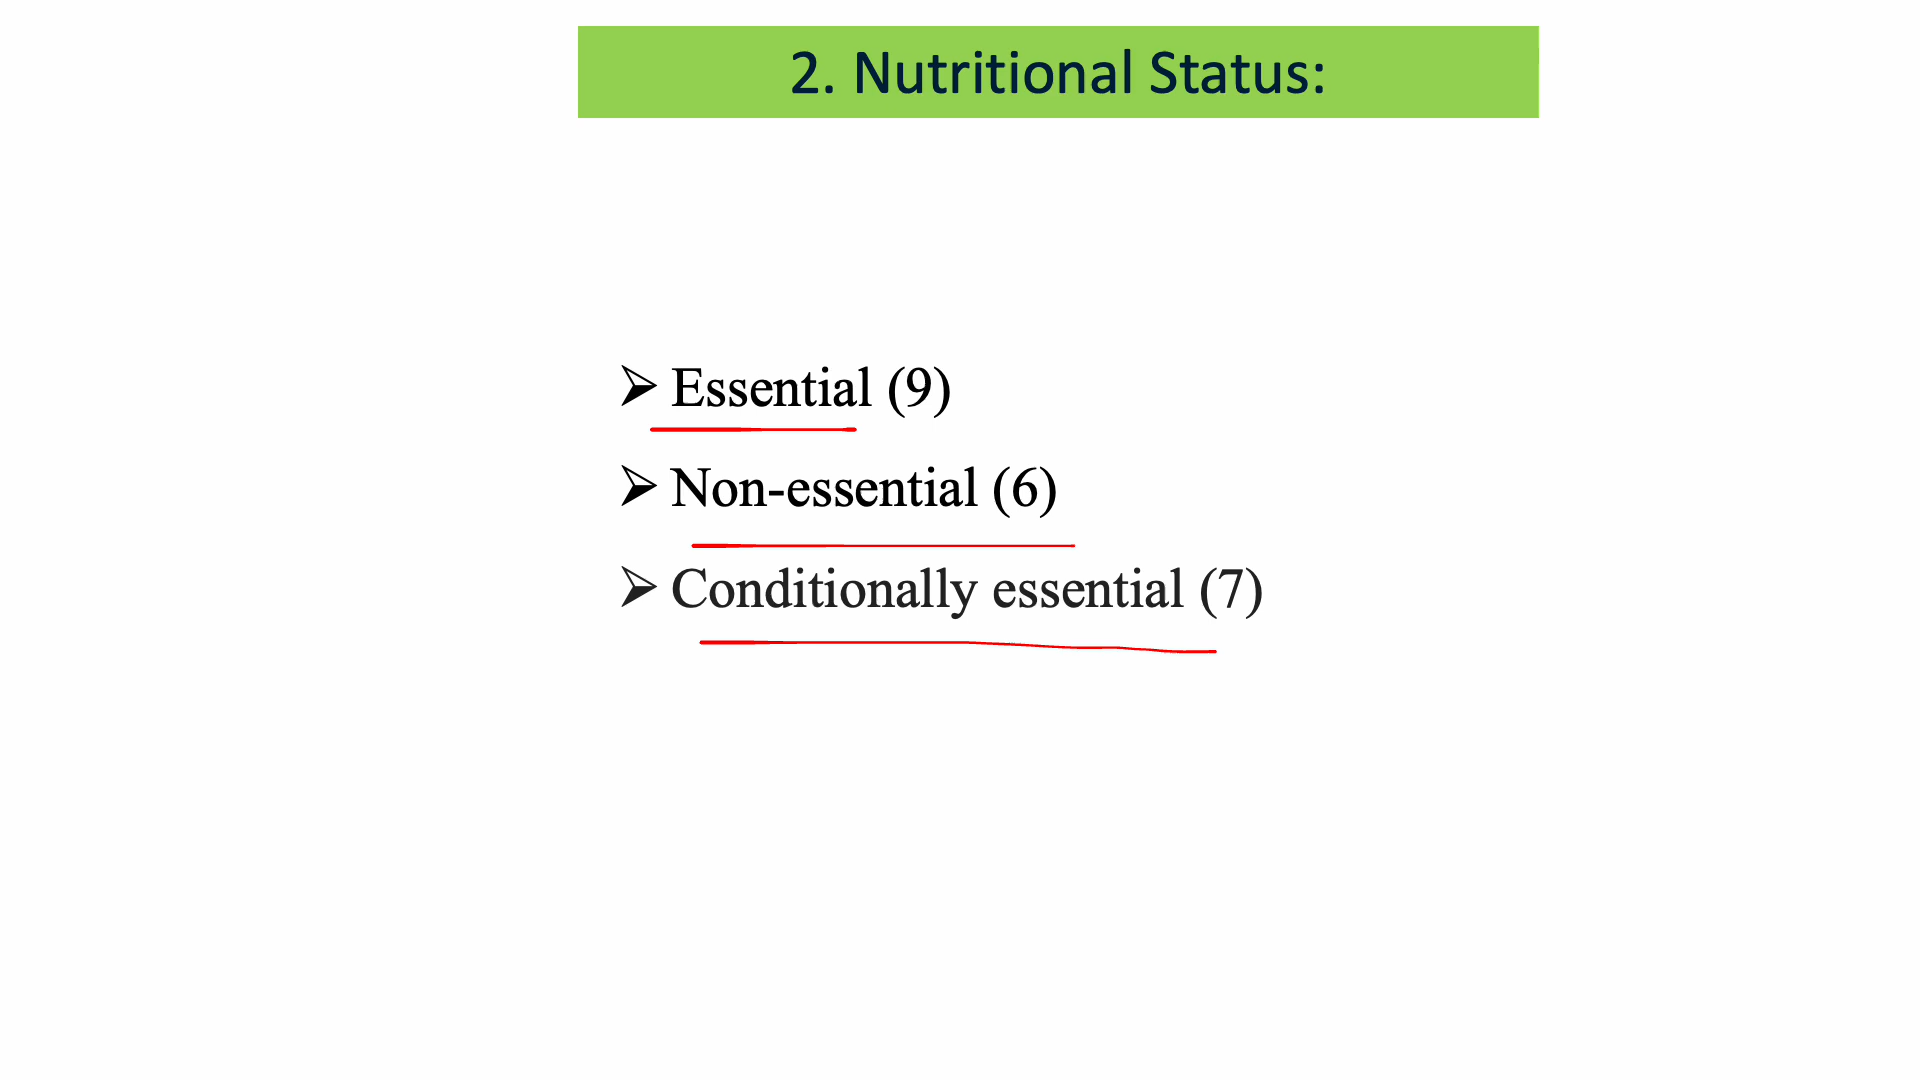 2. Nutritional Status:
➢ Essential (9)
➢ Non-essential (6)
➢ Conditionally essential (7)